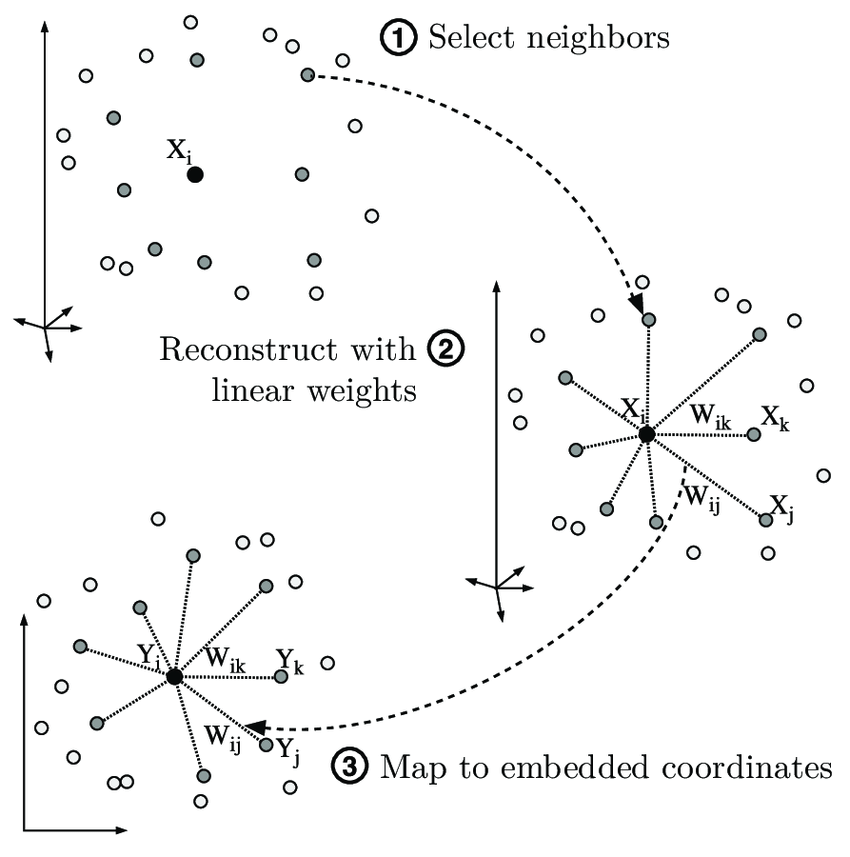 1 Select neighbors
Xi
Reconstruct with 2
linear weights
Xi
Wik
Xk
Wij
Xj
Yi
Wik
Yk
Wij
Yj
3 Map to embedded coordinates